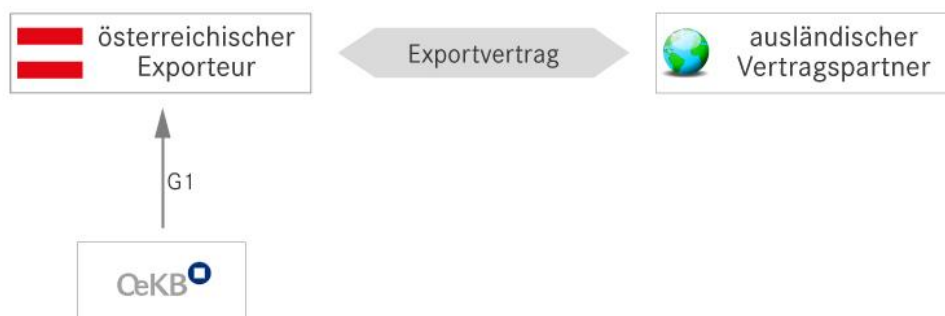 österreichischer
Exporteur
Exportvertrag
ausländischer
Vertragspartner
G1
OeKB